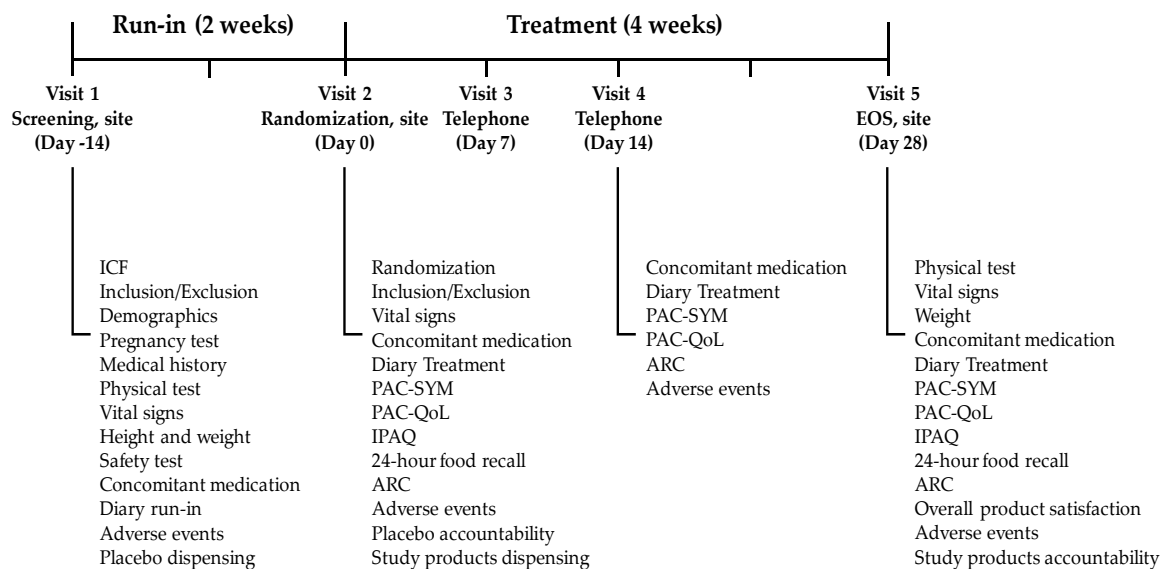 Run-in (2 weeks)
Treatment (4 weeks)
Visit 1
Screening, site
(Day -14)
Visit 2
Randomization, site
(Day 0)
Visit 3
Telephone
(Day 7)
Visit 4
Telephone
(Day 14)
Visit 5
EOS, site
(Day 28)
ICF
Inclusion/Exclusion
Demographics
Pregnancy test
Medical history
Physical test
Vital signs
Height and weight
Safety test
Concomitant medication
Diary run-in
Adverse events
Placebo dispensing
Randomization
Inclusion/Exclusion
Vital signs
Concomitant medication
Diary Treatment
PAC-SYM
PAC-QoL
IPAQ
24-hour food recall
ARC
Adverse events
Placebo accountability
Study products dispensing
Concomitant medication
Diary Treatment
PAC-SYM
PAC-QoL
ARC
Adverse events
Physical test
Vital signs
Weight
Concomitant medication
Diary Treatment
PAC-SYM
PAC-QoL
IPAQ
24-hour food recall
ARC
Overall product satisfaction
Adverse events
Study products accountability